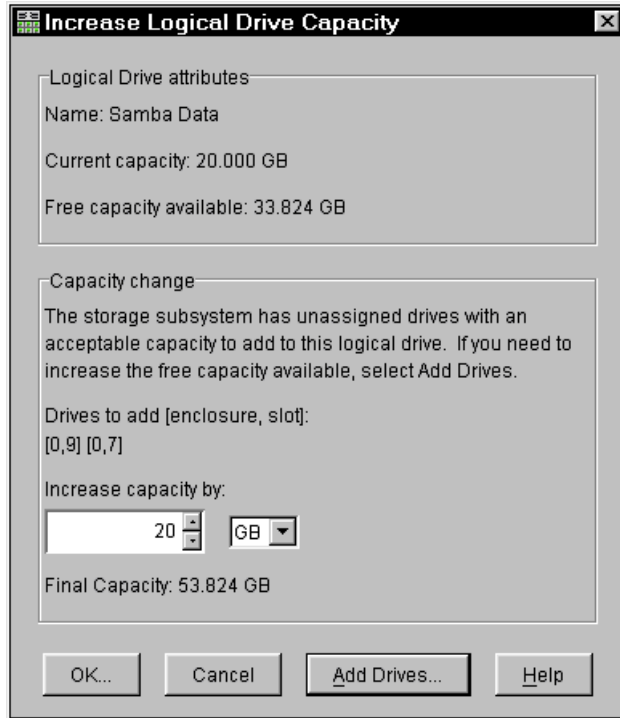 Increase Logical Drive Capacity
Logical Drive attributes
Name: Samba Data
Current capacity: 20.000 GB
Free capacity available: 33.824 GB
Capacity change
The storage subsystem has unassigned drives with an
acceptable capacity to add to this logical drive. If you need to
increase the free capacity available, select Add Drives.
Drives to add [enclosure, slot]:
[0,9] [0,7]
Increase capacity by:
20 GB
Final Capacity: 53.824 GB
OK... Cancel Add Drives... Help